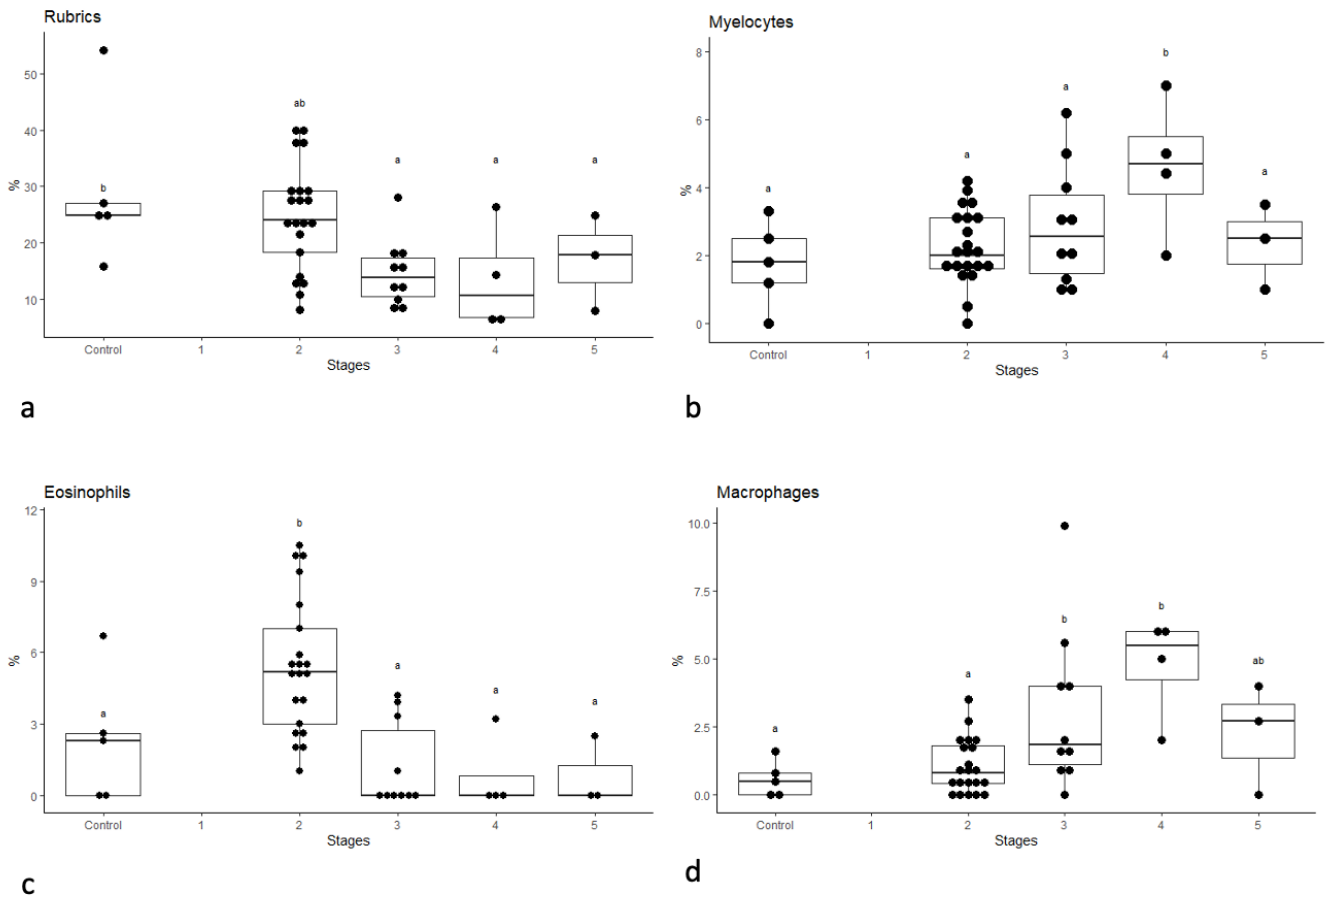 Rubrics
50
40
30
20
10
%
b
ab
a
a
a
Control 1 2 3 4 5
Stages
a
Myelocytes
8
6
4
2
0
%
a
a
a
b
a
Control 1 2 3 4 5
Stages
b
Eosinophils
12
9
6
3
0
%
a
b
a
a
a
Control 1 2 3 4 5
Stages
c
Macrophages
10.0
7.5
5.0
2.5
0.0
%
a
a
b
b
ab
Control 1 2 3 4 5
Stages
d